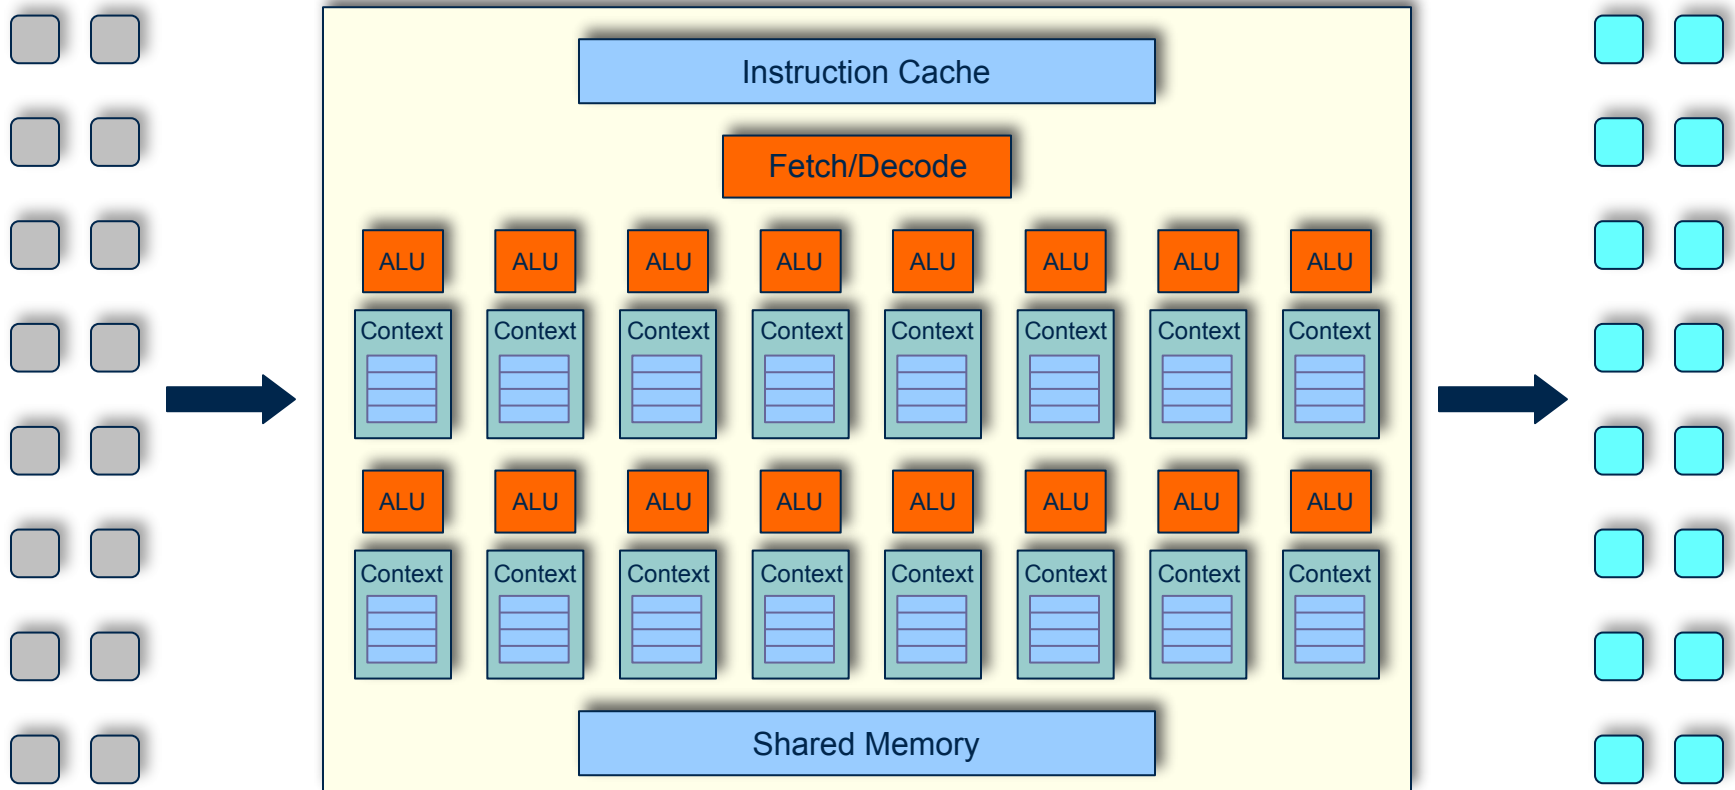 Instruction Cache
Fetch/Decode
ALU ALU ALU ALU ALU ALU ALU ALU
Context Context Context Context Context Context Context Context
ALU ALU ALU ALU ALU ALU ALU ALU
Context Context Context Context Context Context Context Context
Shared Memory